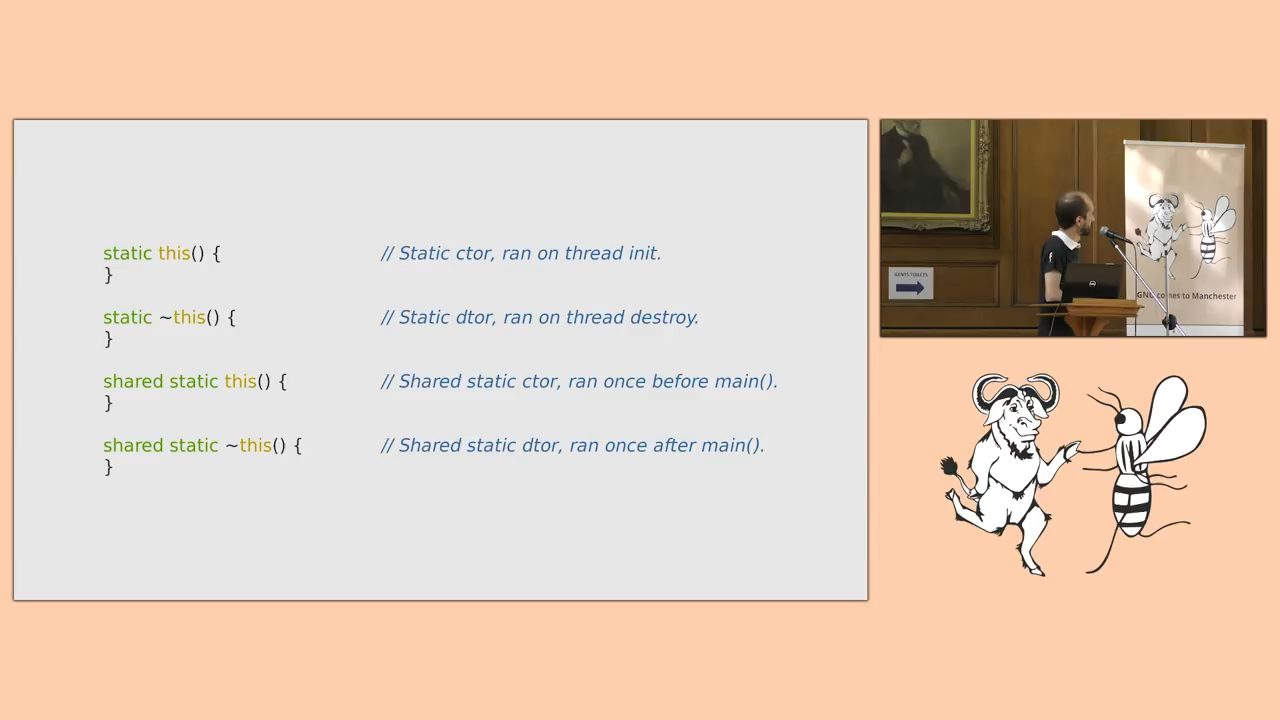 static this() { // Static ctor, ran on thread init.
}
static ~this() { // Static dtor, ran on thread destroy.
}
shared static this() { // Shared static ctor, ran once before main().
}
shared static ~this() { // Shared static dtor, ran once after main().
}
GENTS TOILETS
GNU comes to Manchester